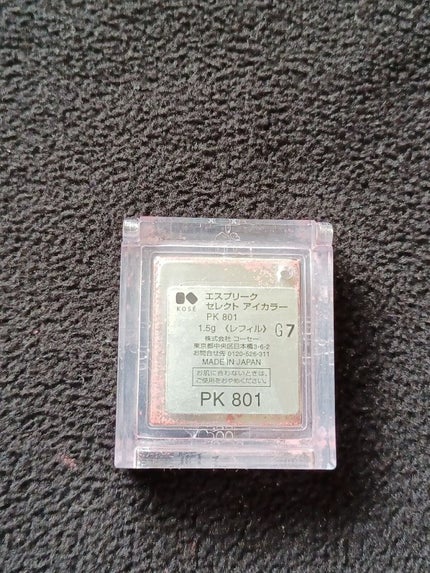 KOSÉ
エスプリーク
セレクト アイカラー
PK 801
1.5g 〈レフィル〉 G7
株式会社 コーセー
東京都中央区日本橋3-6-2
お問合せ先 0120-526-311
MADE IN JAPAN
お肌に合わないときは、
ご使用をおやめください。
PK 801